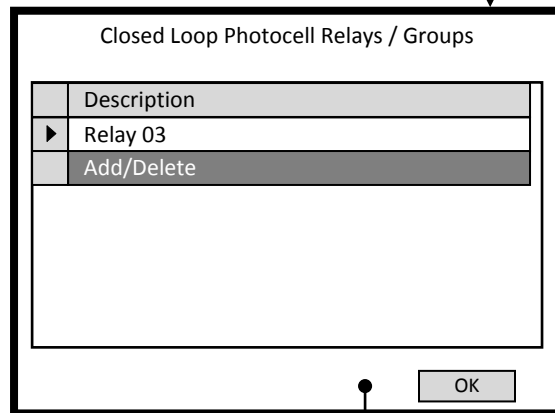 Closed Loop Photocell Relays / Groups
Description
Relay 03
Add/Delete
OK